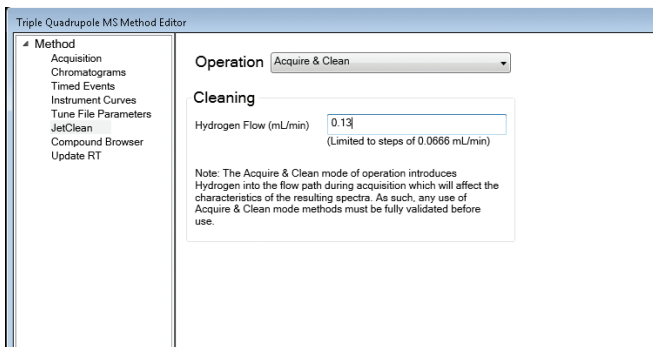 Triple Quadrupole MS Method Editor
Method
Acquisition
Chromatograms
Timed Events
Instrument Curves
Tune File Parameters
JetClean
Compound Browser
Update RT
Operation Acquire & Clean
Cleaning
Hydrogen Flow (mL/min) 0.13
(Limited to steps of 0.0666 mL/min)
Note: The Acquire & Clean mode of operation introduces
Hydrogen into the flow path during acquisition which will affect the
characteristics of the resulting spectra. As such, any use of
Acquire & Clean mode methods must be fully validated before
use.